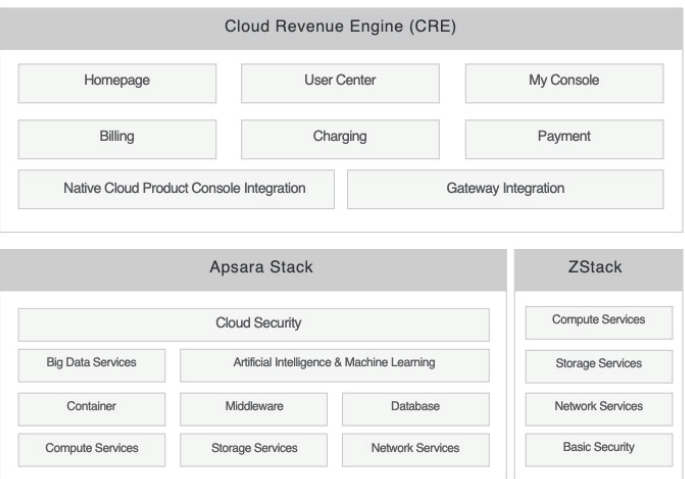 Cloud Revenue Engine (CRE)
Homepage
User Center
My Console
Billing
Charging
Payment
Native Cloud Product Console Integration
Gateway Integration
Apsara Stack
Cloud Security
Big Data Services
Artificial Intelligence & Machine Learning
Container
Middleware
Database
Compute Services
Storage Services
Network Services
ZStack
Compute Services
Storage Services
Network Services
Basic Security